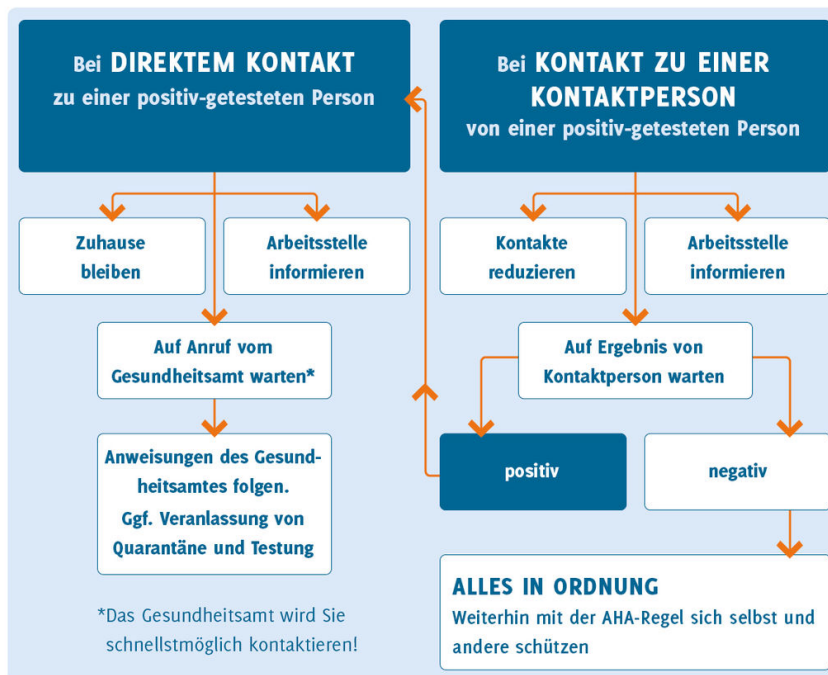 Bei DIREKTEM KONTAKT
zu einer positiv-getesteten Person
Zuhause
bleiben
Arbeitsstelle
informieren
Auf Anruf vom
Gesundheitsamt warten*
Anweisungen des Gesund-
heitsamtes folgen.
Ggf. Veranlassung von
Quarantäne und Testung
*Das Gesundheitsamt wird Sie
schnellstmöglich kontaktieren!
Bei KONTAKT ZU EINER
KONTAKTPERSON
von einer positiv-getesteten Person
Kontakte
reduzieren
Arbeitsstelle
informieren
Auf Ergebnis von
Kontaktperson warten
positiv
negativ
ALLES IN ORDNUNG
Weiterhin mit der AHA-Regel sich selbst und
andere schützen